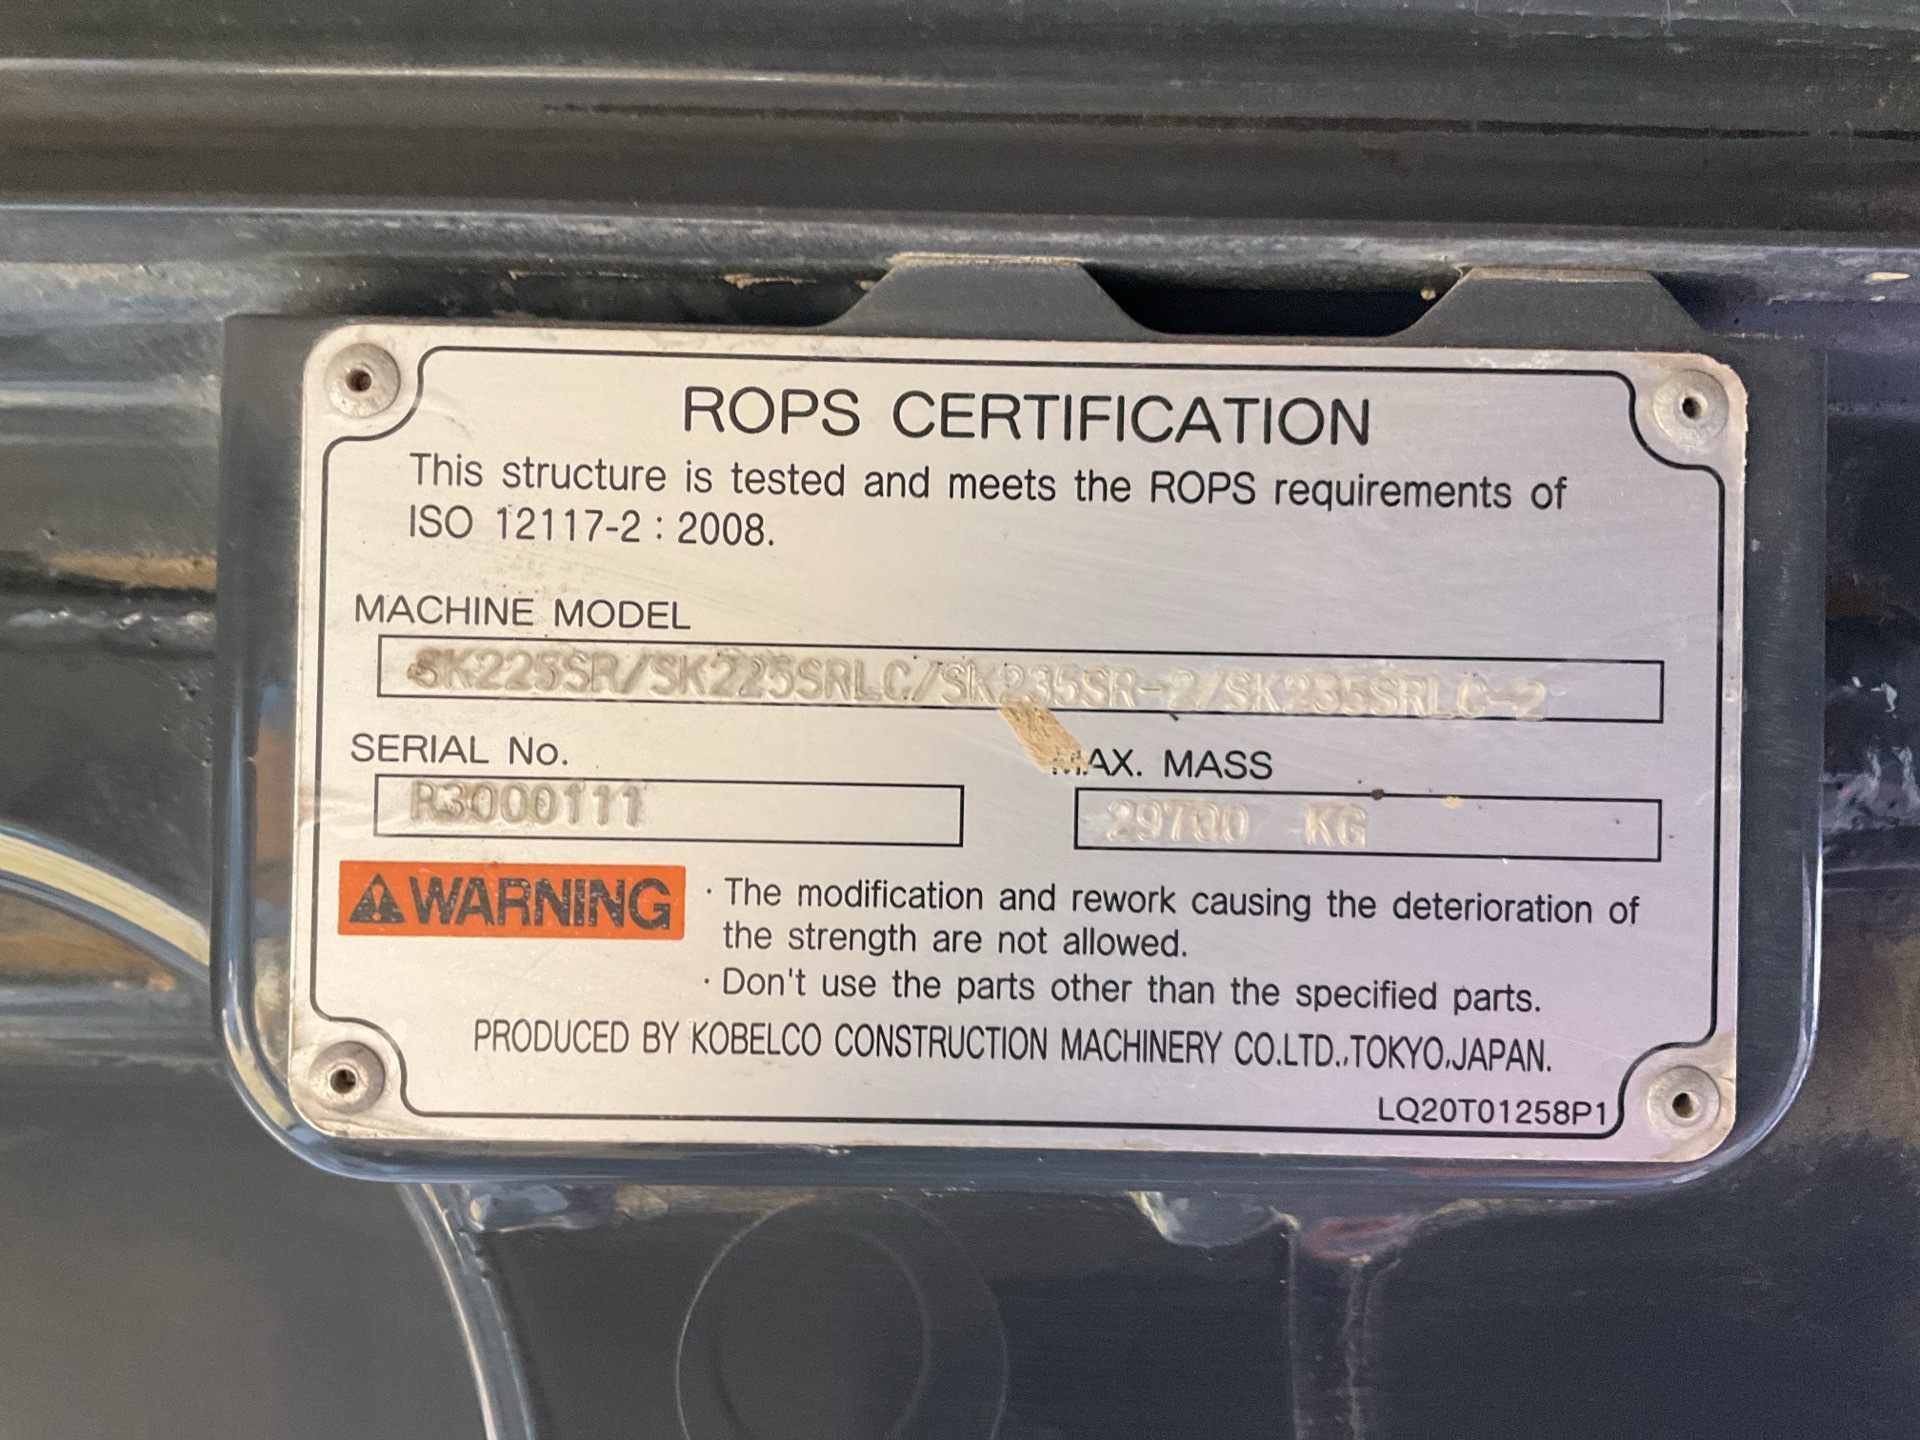 ROPS CERTIFICATION
This structure is tested and meets the ROPS requirements of
ISO 12117-2 : 2008.
MACHINE MODEL
SK225SR/SK225SRLC/SK235SR-2/SK235SRLC-2
SERIAL No.
R3000111
MAX. MASS
29700 KG
WARNING
· The modification and rework causing the deterioration of
the strength are not allowed.
· Don't use the parts other than the specified parts.
PRODUCED BY KOBELCO CONSTRUCTION MACHINERY CO.LTD.,TOKYO,JAPAN.
LQ20T01258P1